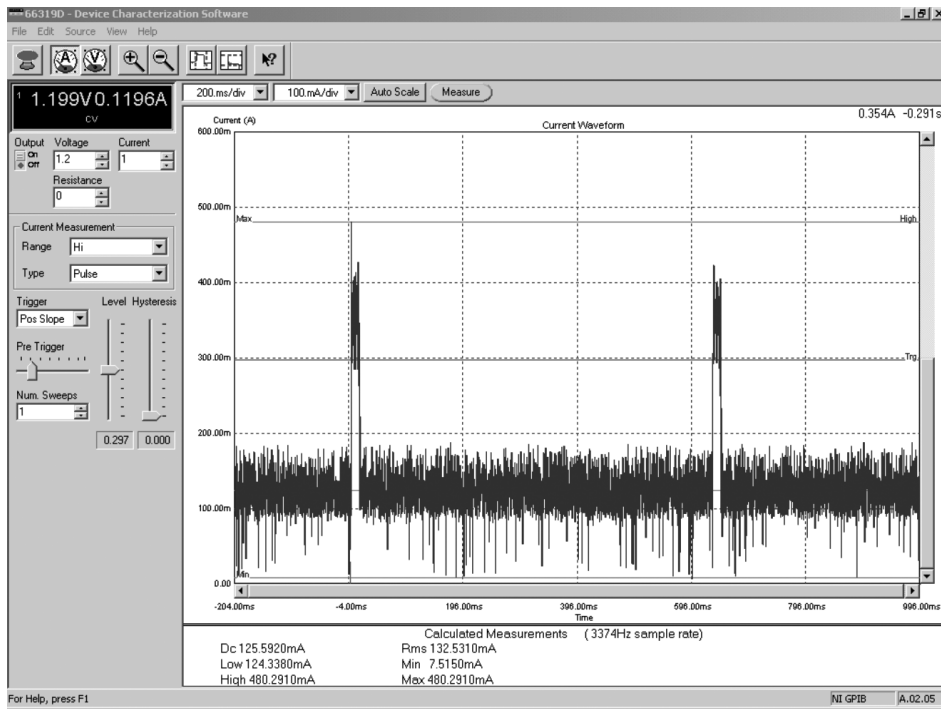 66319D - Device Characterization Software
File Edit Source View Help
A V
200.ms/div 100.mA/div Auto Scale Measure
1 1.199V 0.1196A
CV
0.354A -0.291s
Output Voltage Current
On
Off
1.2 1
Resistance
0
Current Measurement
Range Hi
Type Pulse
Trigger Level Hysteresis
Pos Slope
Pre Trigger
Num. Sweeps
1
0.297 0.000
Current (A) Current Waveform
600.00m
500.00m
Max High
400.00m
300.00m
Trg
200.00m
100.00m
Min
0.00
-204.00ms -4.00ms 196.00ms 396.00ms 596.00ms 796.00ms 996.00ms
Time
Calculated Measurements (3374Hz sample rate)
Dc 125.5920mA Rms 132.5310mA
Low 124.3380mA Min 7.5150mA
High 480.2910mA Max 480.2910mA
For Help, press F1 NI GPIB A.02.05